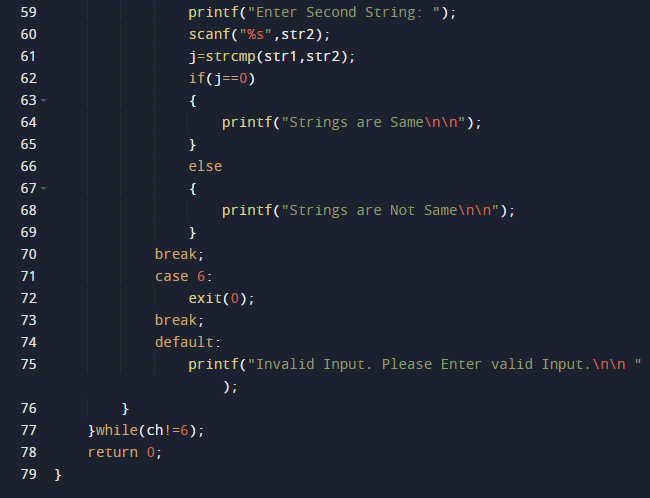 59 printf("Enter Second String: ");
60 scanf("%s",str2);
61 j=strcmp(str1,str2);
62 if(j==0)
63 {
64 printf("Strings are Same\n\n");
65 }
66 else
67 {
68 printf("Strings are Not Same\n\n");
69 }
70 break;
71 case 6:
72 exit(0);
73 break;
74 default:
75 printf("Invalid Input. Please Enter valid Input.\n\n "
);
76 }
77 }while(ch!=6);
78 return 0;
79 }